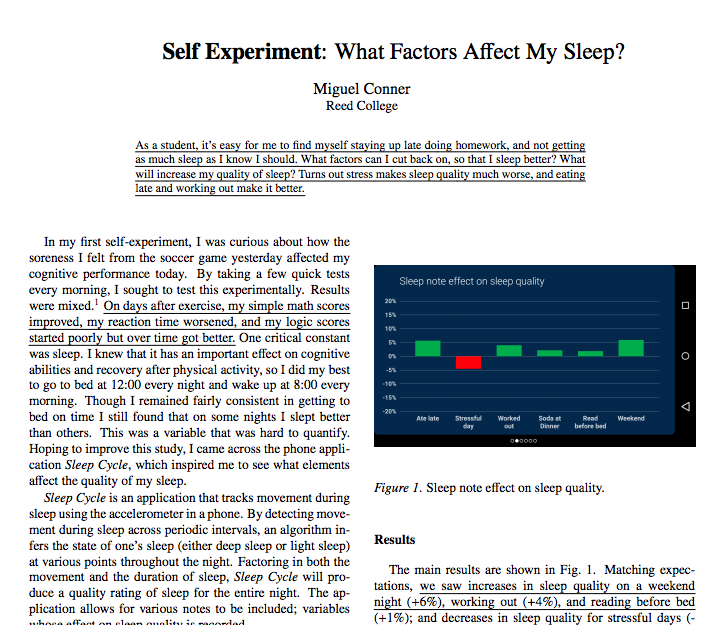 Self Experiment: What Factors Affect My Sleep?
Miguel Conner
Reed College
As a student, it's easy for me to find myself staying up late doing homework, and not getting
as much sleep as I know I should. What factors can I cut back on, so that I sleep better? What
will increase my quality of sleep? Turns out stress makes sleep quality much worse, and eating
late and working out make it better.
In my first self-experiment, I was curious about how the
soreness I felt from the soccer game yesterday affected my
cognitive performance today. By taking a few quick tests
every morning, I sought to test this experimentally. Results
were mixed.¹ On days after exercise, my simple math scores
improved, my reaction time worsened, and my logic scores
started poorly but over time got better. One critical constant
was sleep. I knew that it has an important effect on cognitive
abilities and recovery after physical activity, so I did my best
to go to bed at 12:00 every night and wake up at 8:00 every
morning. Though I remained fairly consistent in getting to
bed on time I still found that on some nights I slept better
than others. This was a variable that was hard to quantify.
Hoping to improve this study, I came across the phone appli-
cation Sleep Cycle, which inspired me to see what elements
affect the quality of my sleep.
Sleep Cycle is an application that tracks movement during
sleep using the accelerometer in a phone. By detecting move-
ment during sleep across periodic intervals, an algorithm in-
fers the state of one's sleep (either deep sleep or light sleep)
at various points throughout the night. Factoring in both the
movement and the duration of sleep, Sleep Cycle will pro-
duce a quality rating of sleep for the entire night. The ap-
plication allows for various notes to be included; variables
whose effect on sleep quality is recorded
Sleep note effect on sleep quality
20%
15%
10%
5%
0%
-5%
-10%
-15%
-20%
Ate late
Stressful
day
Worked
out
Soda at
Dinner
Read
before bed
Weekend
Figure 1. Sleep note effect on sleep quality.
Results
The main results are shown in Fig. 1. Matching expec-
tations, we saw increases in sleep quality on a weekend
night (+6%), working out (+4%), and reading before bed
(+1%); and decreases in sleep quality for stressful days (-